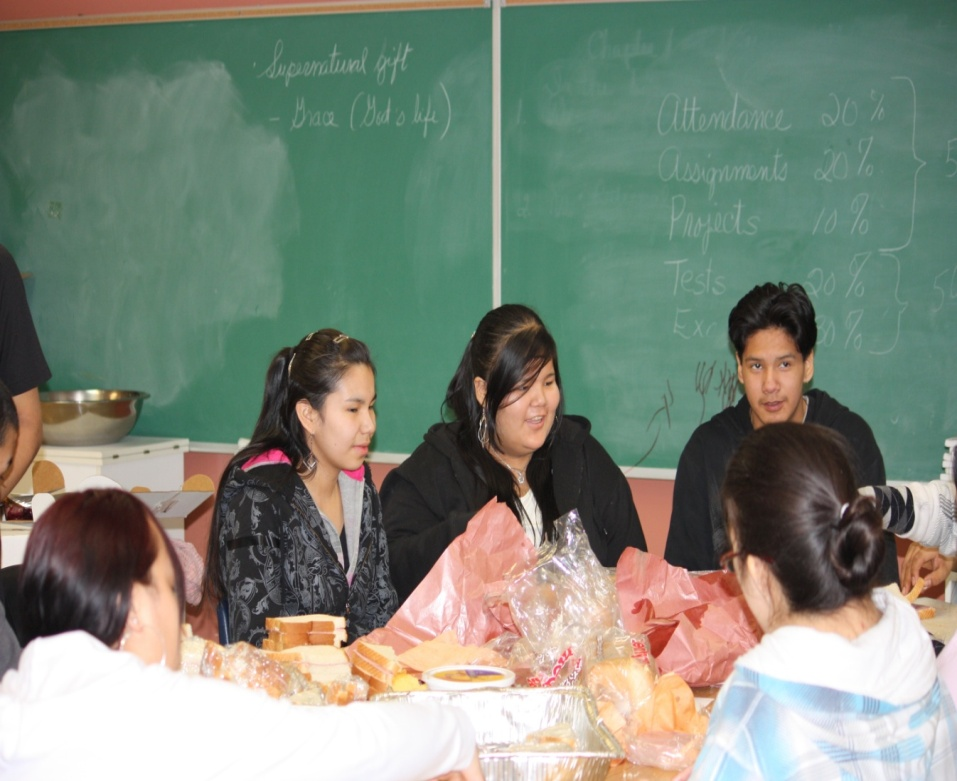 · Supernatural gift
- Grace (God's life)
Attendance 20%
Assignments 20%
Projects 10%
Tests 20%